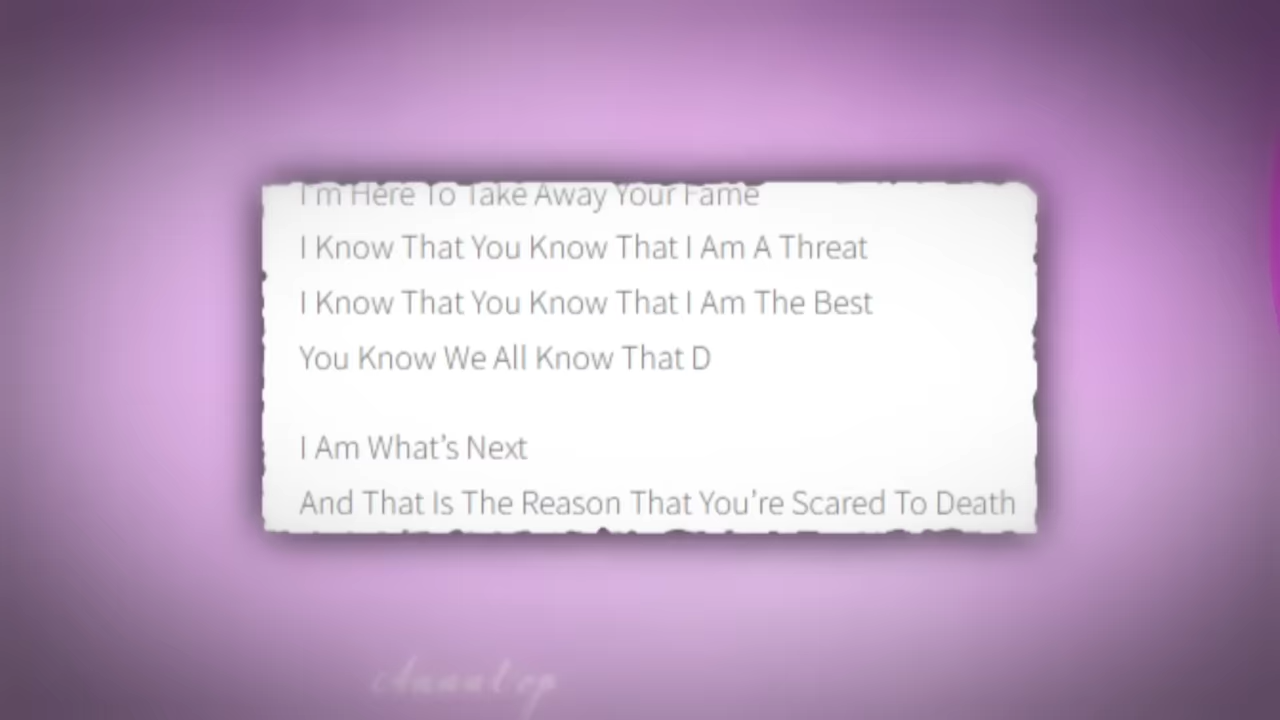 I'm Here To Take Away Your Fame
I Know That You Know That I Am A Threat
I Know That You Know That I Am The Best
You Know We All Know That D
I Am What's Next
And That Is The Reason That You're Scared To Death